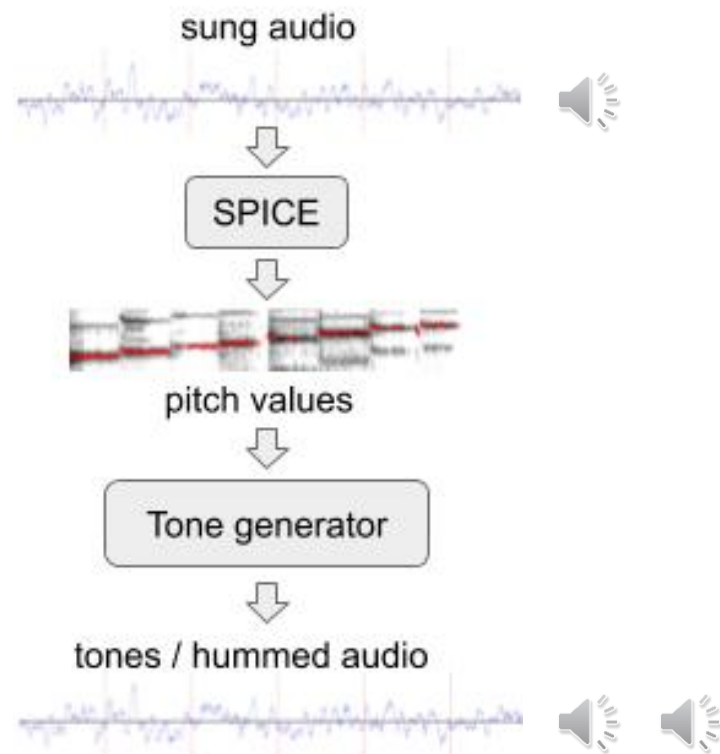 sung audio
SPICE
pitch values
Tone generator
tones / hummed audio